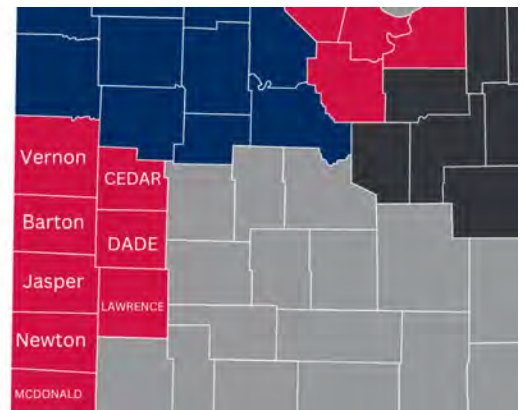 Vernon
CEDAR
Barton
DADE
Jasper
LAWRENCE
Newton
MCDONALD